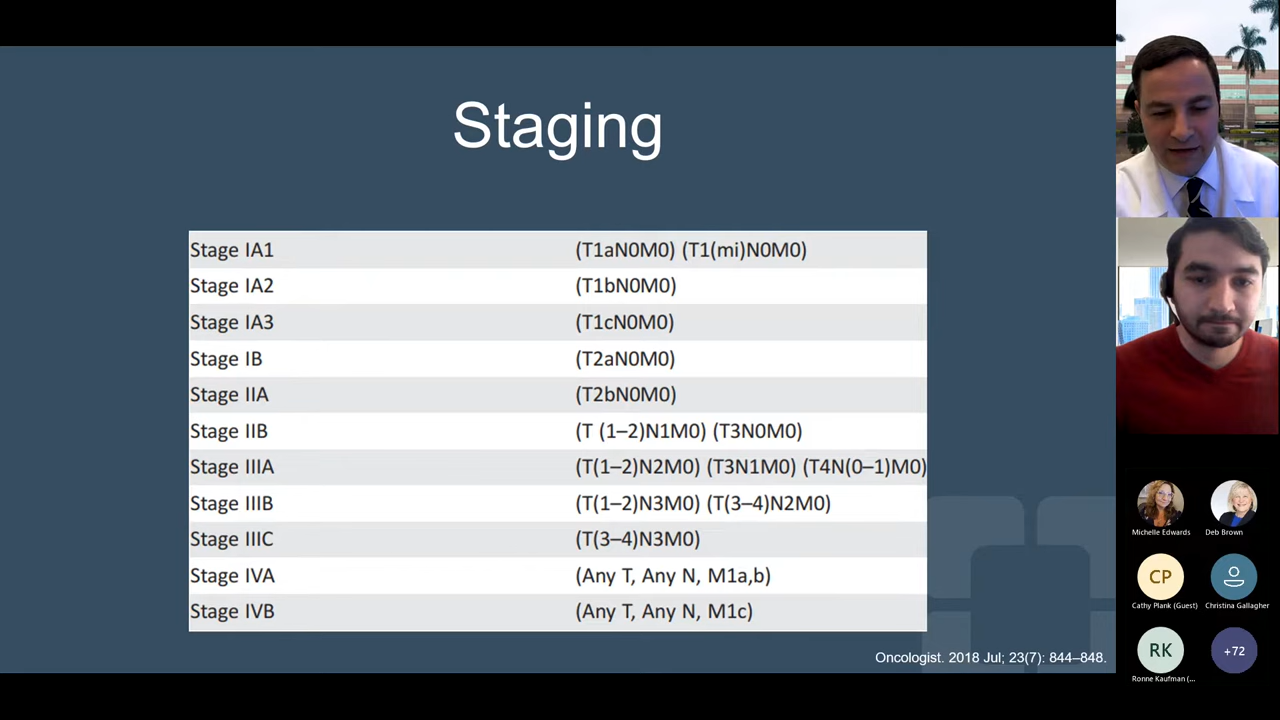 Staging
Stage IA1 (T1aN0M0) (T1(mi)N0M0)
Stage IA2 (T1bN0M0)
Stage IA3 (T1cN0M0)
Stage IB (T2aN0M0)
Stage IIA (T2bN0M0)
Stage IIB (T (1–2)N1M0) (T3N0M0)
Stage IIIA (T(1–2)N2M0) (T3N1M0) (T4N(0–1)M0)
Stage IIIB (T(1–2)N3M0) (T(3–4)N2M0)
Stage IIIC (T(3–4)N3M0)
Stage IVA (Any T, Any N, M1a,b)
Stage IVB (Any T, Any N, M1c)
Oncologist. 2018 Jul; 23(7): 844–848.
Michelle Edwards Deb Brown
CP
Cathy Plank (Guest) Christina Gallagher
RK +72
Ronne Kaufman (...